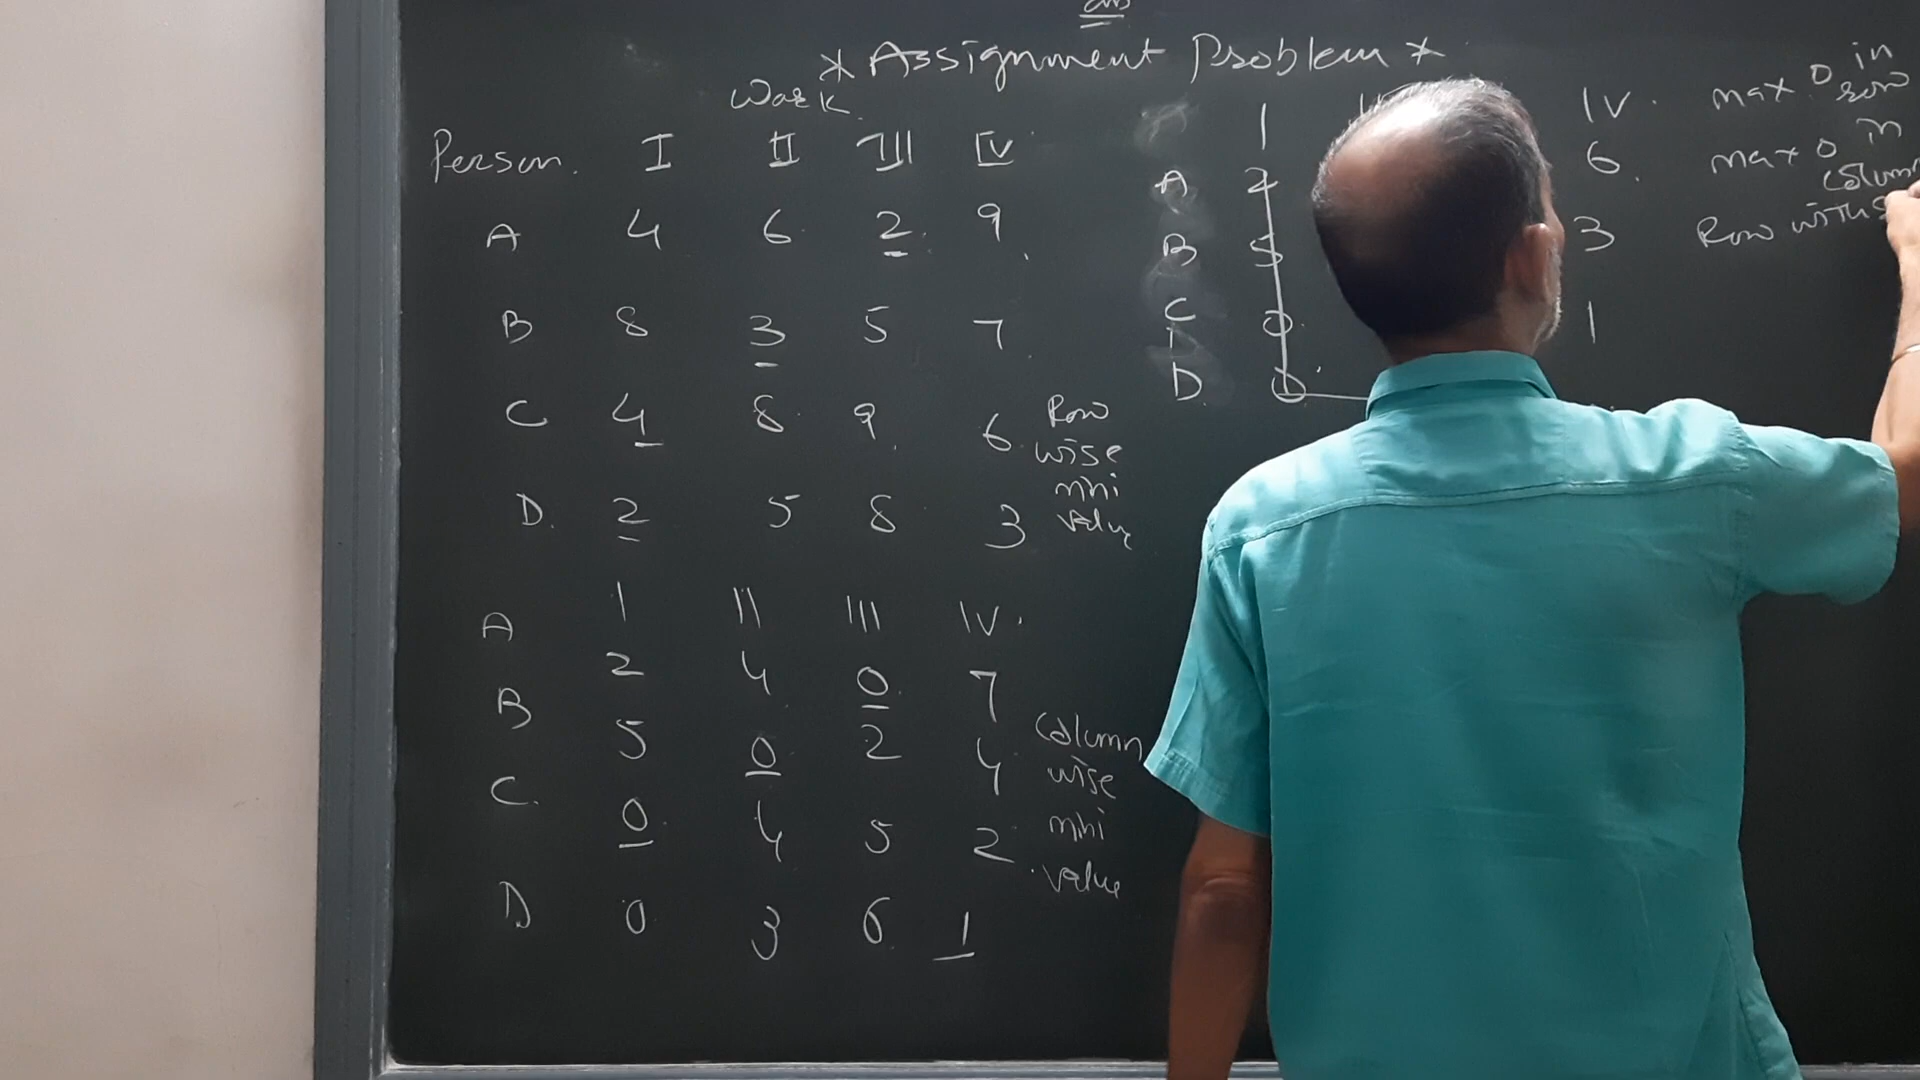 * Assignment Problem *
Work
Person. I II III IV
A 4 6 2 9
B 8 3 5 7
C 4 8 9 6
D. 2 5 8 3
Row
wise
mini
value
I II III IV
A
2 4 0 7
B
5 0 2 4
C.
0 4 5 2
D 0 3 6 1
Column
wise
mini
value
I IV
A 2 6
B 5 3
C 0 1
D. 0
max 0 in
row
max 0 in
column
Row with